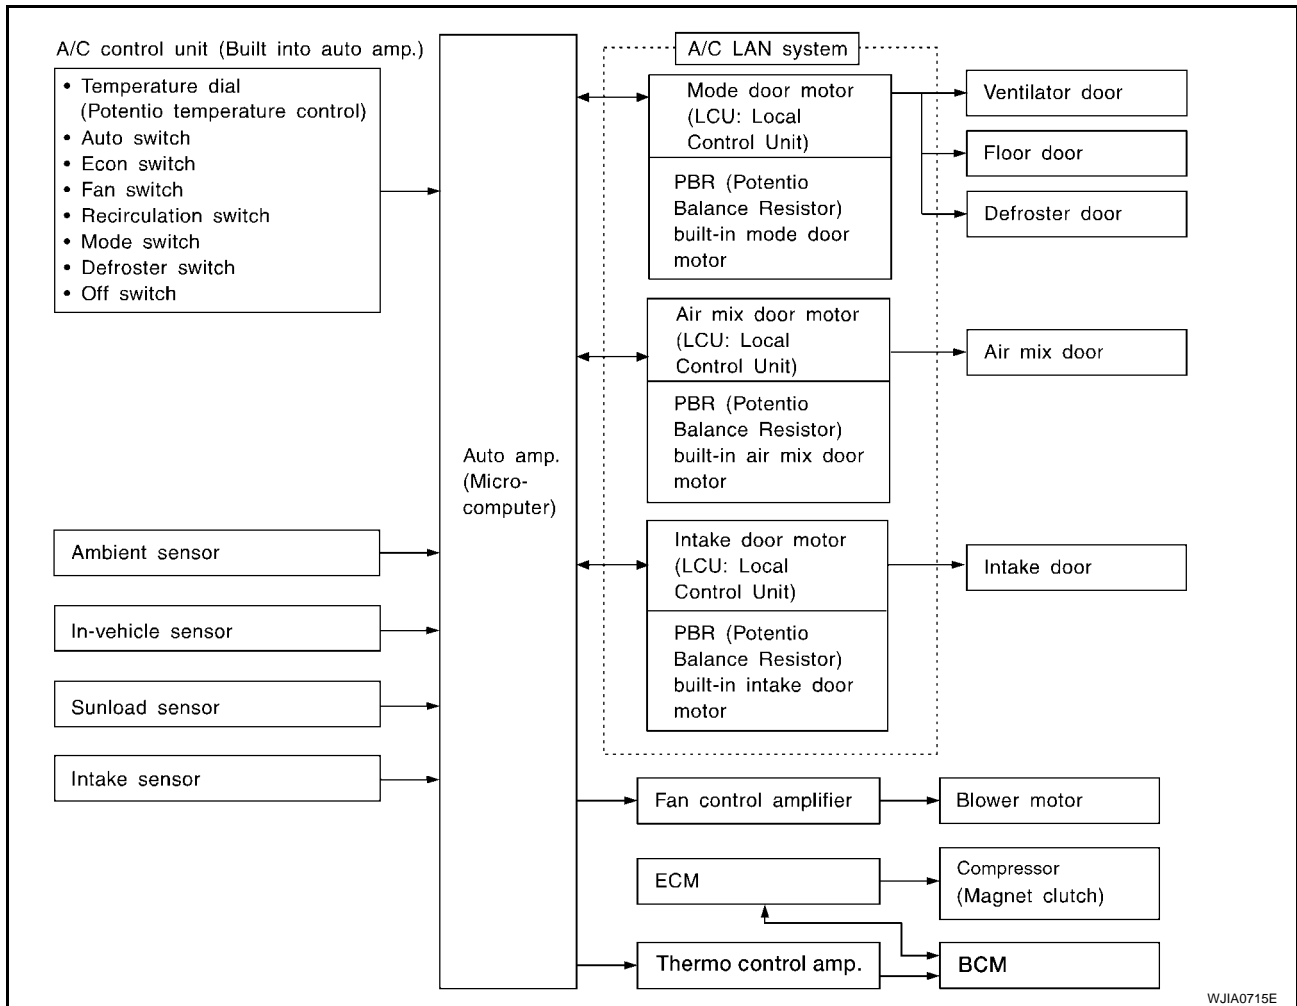 A/C control unit (Built into auto amp.)
• Temperature dial
(Potentio temperature control)
• Auto switch
• Econ switch
• Fan switch
• Recirculation switch
• Mode switch
• Defroster switch
• Off switch
Ambient sensor
In-vehicle sensor
Sunload sensor
Intake sensor
Auto amp.
(Micro-
computer)
A/C LAN system
Mode door motor
(LCU: Local
Control Unit)
PBR (Potentio
Balance Resistor)
built-in mode door
motor
Ventilator door
Floor door
Defroster door
Air mix door motor
(LCU: Local
Control Unit)
PBR (Potentio
Balance Resistor)
built-in air mix door
motor
Air mix door
Intake door motor
(LCU: Local
Control Unit)
PBR (Potentio
Balance Resistor)
built-in intake door
motor
Intake door
Fan control amplifier
Blower motor
ECM
Compressor
(Magnet clutch)
Thermo control amp.
BCM
WJIA0715E